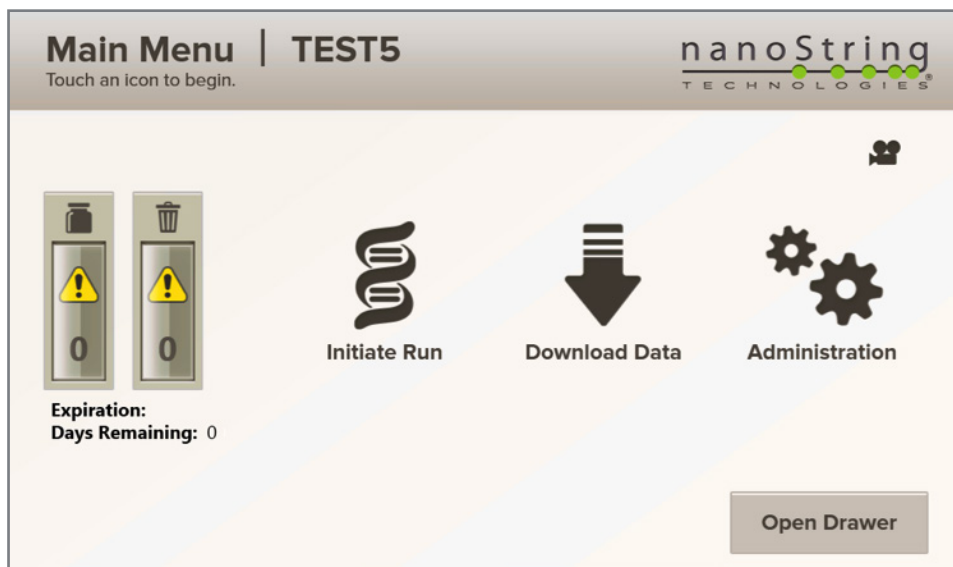 Main Menu | TEST5
Touch an icon to begin.
nanoString
TECHNOLOGIES®
0
0
Expiration:
Days Remaining: 0
Initiate Run
Download Data
Administration
Open Drawer